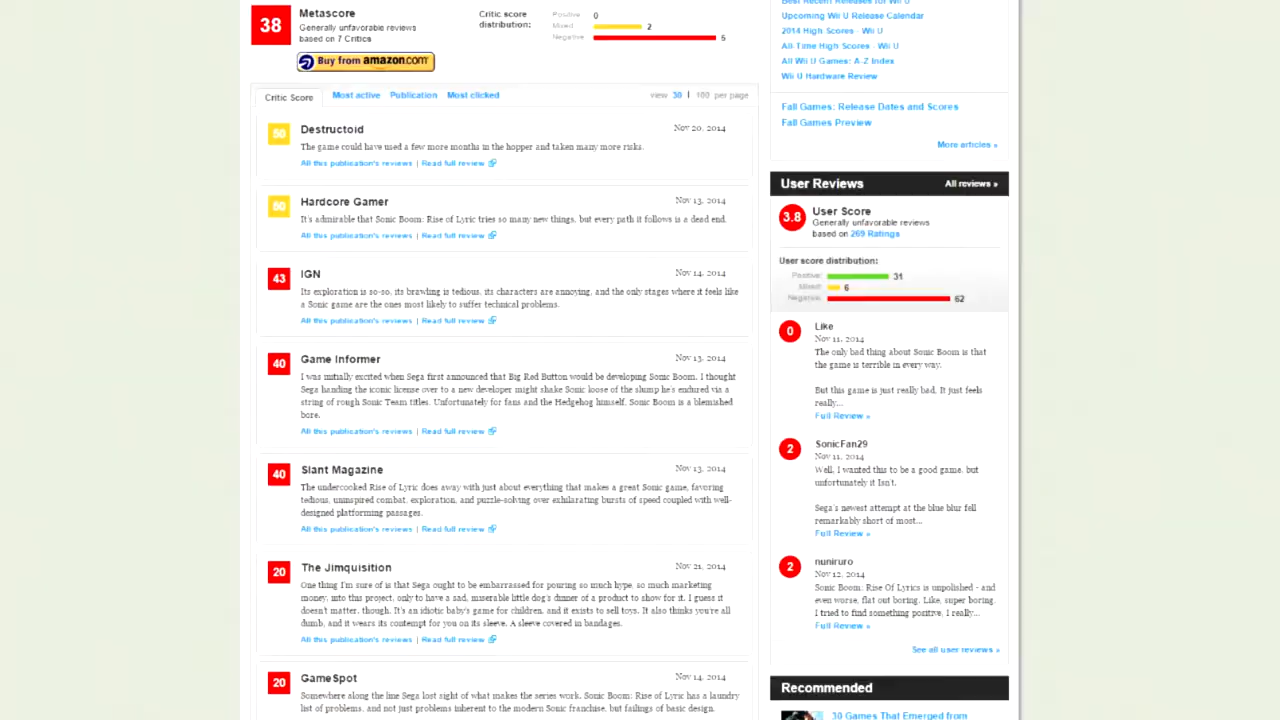 38
Metascore
Generally unfavorable reviews
based on 7 Critics
Critic score
distribution:
Positive 0
Mixed 2
Negative 5
Buy from amazon.com
Critic Score Most active Publication Most clicked view 30 | 100 per page
50 Destructoid Nov 20, 2014
The game could have used a few more months in the hopper and taken many more risks.
All this publication's reviews | Read full review
50 Hardcore Gamer Nov 13, 2014
It's admirable that Sonic Boom: Rise of Lyric tries so many new things, but every path it follows is a dead end.
All this publication's reviews | Read full review
43 IGN Nov 14, 2014
Its exploration is so-so, its brawling is tedious, its characters are annoying, and the only stages where it feels like
a Sonic game are the ones most likely to suffer technical problems.
All this publication's reviews | Read full review
40 Game Informer Nov 13, 2014
I was initially excited when Sega first announced that Big Red Button would be developing Sonic Boom. I thought
Sega handing the iconic license over to a new developer might shake Sonic loose of the slump he's endured via a
string of rough Sonic Team titles. Unfortunately for fans and the Hedgehog himself, Sonic Boom is a blemished
bore.
All this publication's reviews | Read full review
40 Slant Magazine Nov 13, 2014
The undercooked Rise of Lyric does away with just about everything that makes a great Sonic game, favoring
tedious, uninspired combat, exploration, and puzzle-solving over exhilarating bursts of speed coupled with well-
designed platforming passages.
All this publication's reviews | Read full review
20 The Jimquisition Nov 21, 2014
One thing I'm sure of is that Sega ought to be embarrassed for pouring so much hype, so much marketing
money, into this project, only to have a sad, miserable little dog's dinner of a product to show for it. I guess it
doesn't matter, though. It's an idiotic baby's game for children, and it exists to sell toys. It also thinks you're all
dumb, and it wears its contempt for you on its sleeve. A sleeve covered in bandages.
All this publication's reviews | Read full review
20 GameSpot Nov 14, 2014
Somewhere along the line Sega lost sight of what makes the series work. Sonic Boom: Rise of Lyric has a laundry
list of problems, and not just problems inherent to the modern Sonic franchise, but failings of basic design.
Best Recent Releases for Wii U
Upcoming Wii U Release Calendar
2014 High Scores - Wii U
All-Time High Scores - Wii U
All Wii U Games: A-Z Index
Wii U Hardware Review
Fall Games: Release Dates and Scores
Fall Games Preview
More articles »
User Reviews All reviews »
3.8 User Score
Generally unfavorable reviews
based on 269 Ratings
User score distribution:
Positive: 31
Mixed: 6
Negative: 62
0 Like
Nov 11, 2014
The only bad thing about Sonic Boom is that
the game is terrible in every way.
But this game is just really bad. It just feels
really...
Full Review »
2 SonicFan29
Nov 11, 2014
Well, I wanted this to be a good game, but
unfortunately it Isn't.
Sega's newest attempt at the blue blur fell
remarkably short of most...
Full Review »
2 nuniruro
Nov 12, 2014
Sonic Boom: Rise Of Lyrics is unpolished - and
even worse, flat out boring. Like, super boring.
I tried to find something positive, I really...
Full Review »
See all user reviews »
Recommended
30 Games That Emerged from